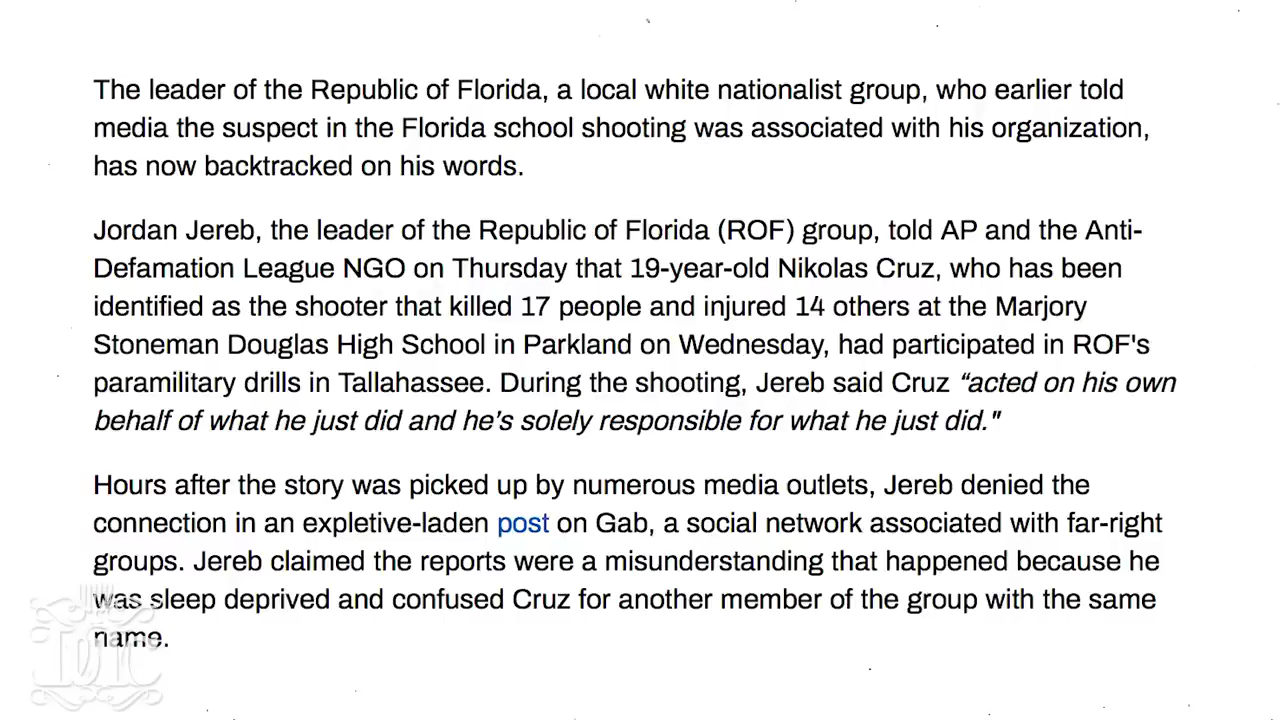 The leader of the Republic of Florida, a local white nationalist group, who earlier told
media the suspect in the Florida school shooting was associated with his organization,
has now backtracked on his words.
Jordan Jereb, the leader of the Republic of Florida (ROF) group, told AP and the Anti-
Defamation League NGO on Thursday that 19-year-old Nikolas Cruz, who has been
identified as the shooter that killed 17 people and injured 14 others at the Marjory
Stoneman Douglas High School in Parkland on Wednesday, had participated in ROF's
paramilitary drills in Tallahassee. During the shooting, Jereb said Cruz “acted on his own
behalf of what he just did and he’s solely responsible for what he just did."
Hours after the story was picked up by numerous media outlets, Jereb denied the
connection in an expletive-laden post on Gab, a social network associated with far-right
groups. Jereb claimed the reports were a misunderstanding that happened because he
was sleep deprived and confused Cruz for another member of the group with the same
name.